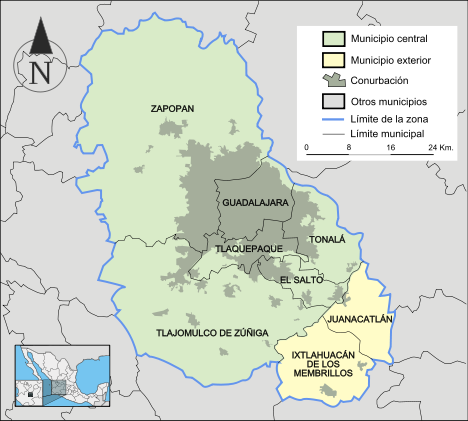 N
Municipio central
Municipio exterior
Conurbación
Otros municipios
Límite de la zona
Límite municipal
0 8 16 24 Km.
ZAPOPAN
GUADALAJARA
TONALÁ
TLAQUEPAQUE
EL SALTO
JUANACATLÁN
TLAJOMULCO DE ZÚÑIGA
IXTLAHUACÁN
DE LOS
MEMBRILLOS